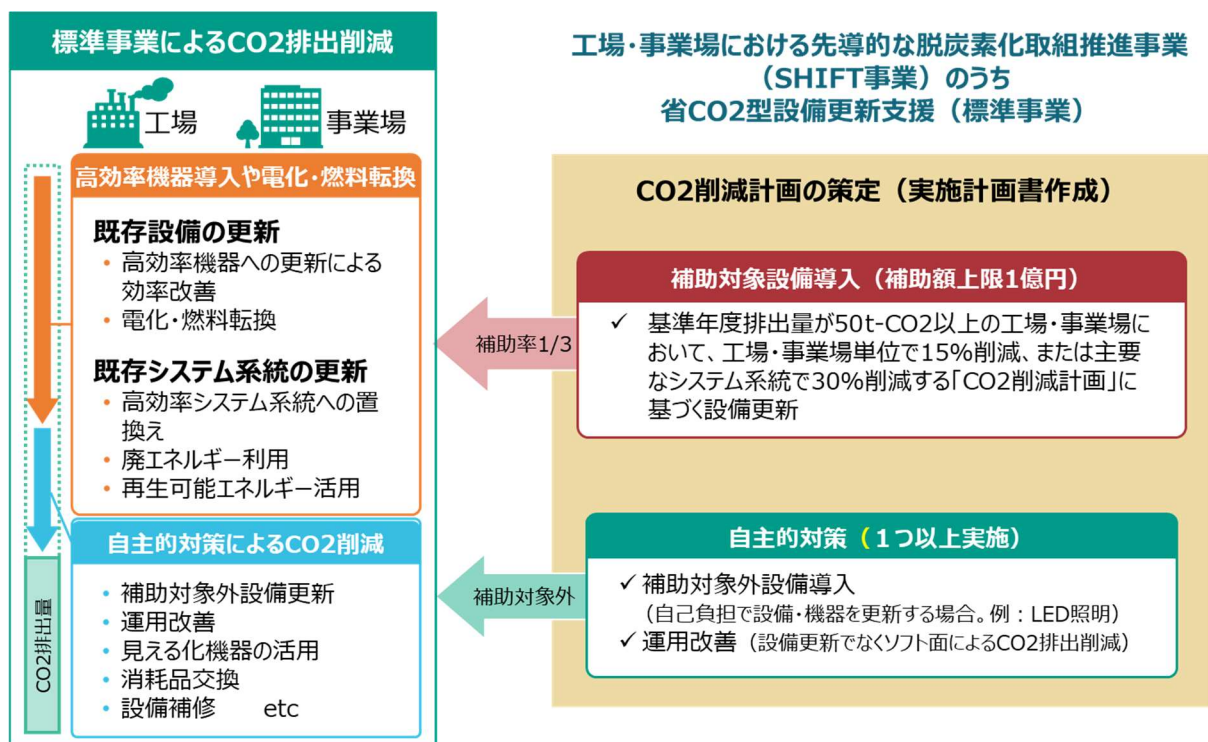 標準事業によるCO2排出削減
工場
事業場
高効率機器導入や電化・燃料転換
既存設備の更新
・高効率機器への更新による
効率改善
・電化・燃料転換
既存システム系統の更新
・高効率システム系統への置
換え
・廃エネルギー利用
・再生可能エネルギー活用
自主的対策によるCO2削減
・補助対象外設備更新
・運用改善
・見える化機器の活用
・消耗品交換
・設備補修 etc
CO2排出量
工場・事業場における先導的な脱炭素化取組推進事業
（SHIFT事業）のうち
省CO2型設備更新支援（標準事業）
CO2削減計画の策定（実施計画書作成）
補助率1/3
補助対象設備導入（補助額上限1億円）
✓ 基準年度排出量が50t-CO2以上の工場・事業場に
おいて、工場・事業場単位で15%削減、または主要
なシステム系統で30%削減する「CO2削減計画」に
基づく設備更新
補助対象外
自主的対策（１つ以上実施）
✓ 補助対象外設備導入
（自己負担で設備・機器を更新する場合。例：LED照明）
✓ 運用改善（設備更新でなくソフト面によるCO2排出削減）